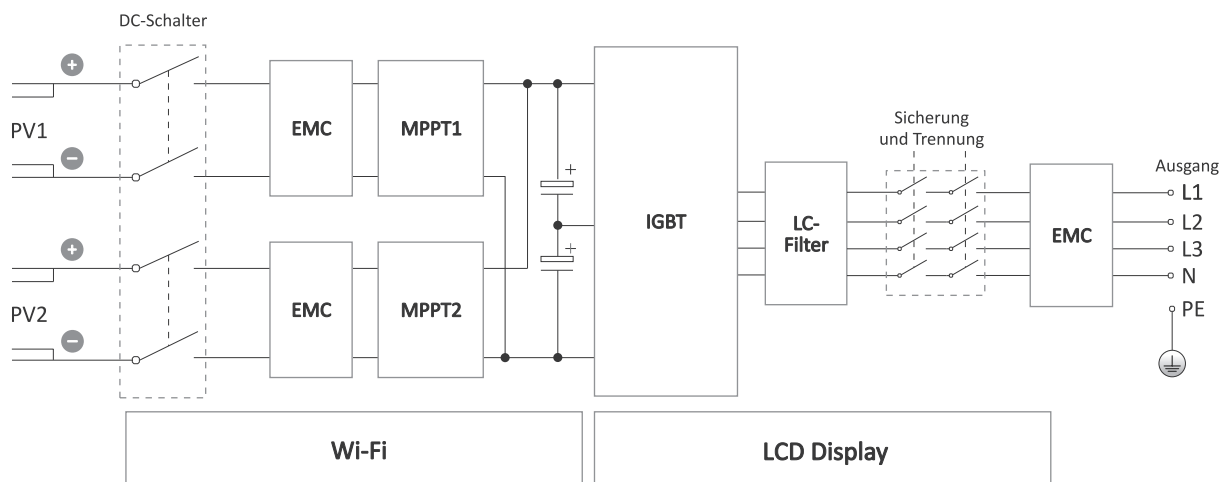 DC-Schalter
+
PV1
−
+
PV2
−
EMC
MPPT1
EMC
MPPT2
+
+
IGBT
LC-
Filter
Sicherung
und Trennung
EMC
Ausgang
L1
L2
L3
N
PE
Wi-Fi
LCD Display